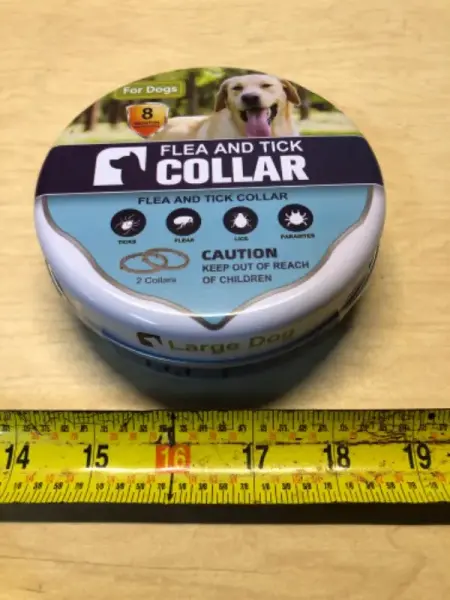 For Dogs
8
FLEA AND TICK
COLLAR
FLEA AND TICK COLLAR
TICKS FLEAP LICE PARASITES
2 Collars
CAUTION
KEEP OUT OF REACH
OF CHILDREN
Large Dog
14 15 16 17 18 19